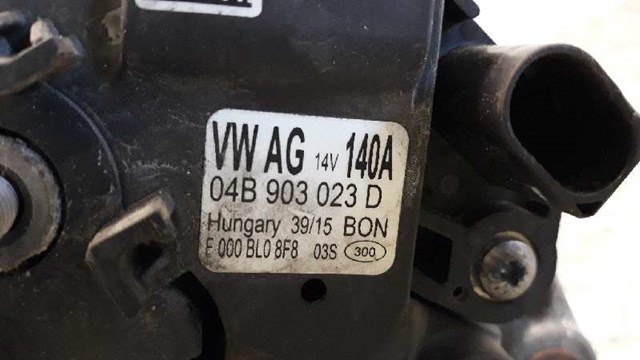 VW AG 14V 140A
04B 903 023 D
Hungary 39/15 BON
F 000 BL0 8F8 03S 300